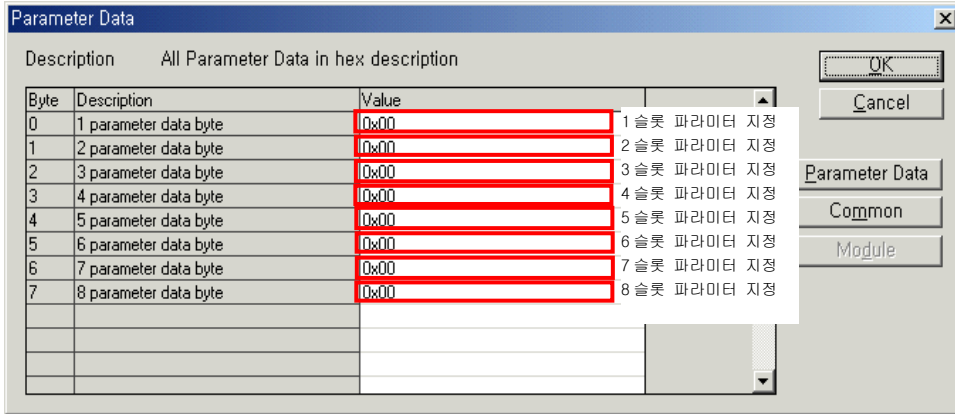 Parameter Data
Description All Parameter Data in hex description
OK
Cancel
Parameter Data
Common
Module
Byte Description Value
0 1 parameter data byte 0x00 1슬롯 파라미터 지정
1 2 parameter data byte 0x00 2슬롯 파라미터 지정
2 3 parameter data byte 0x00 3슬롯 파라미터 지정
3 4 parameter data byte 0x00 4슬롯 파라미터 지정
4 5 parameter data byte 0x00 5슬롯 파라미터 지정
5 6 parameter data byte 0x00 6슬롯 파라미터 지정
6 7 parameter data byte 0x00 7슬롯 파라미터 지정
7 8 parameter data byte 0x00 8슬롯 파라미터 지정